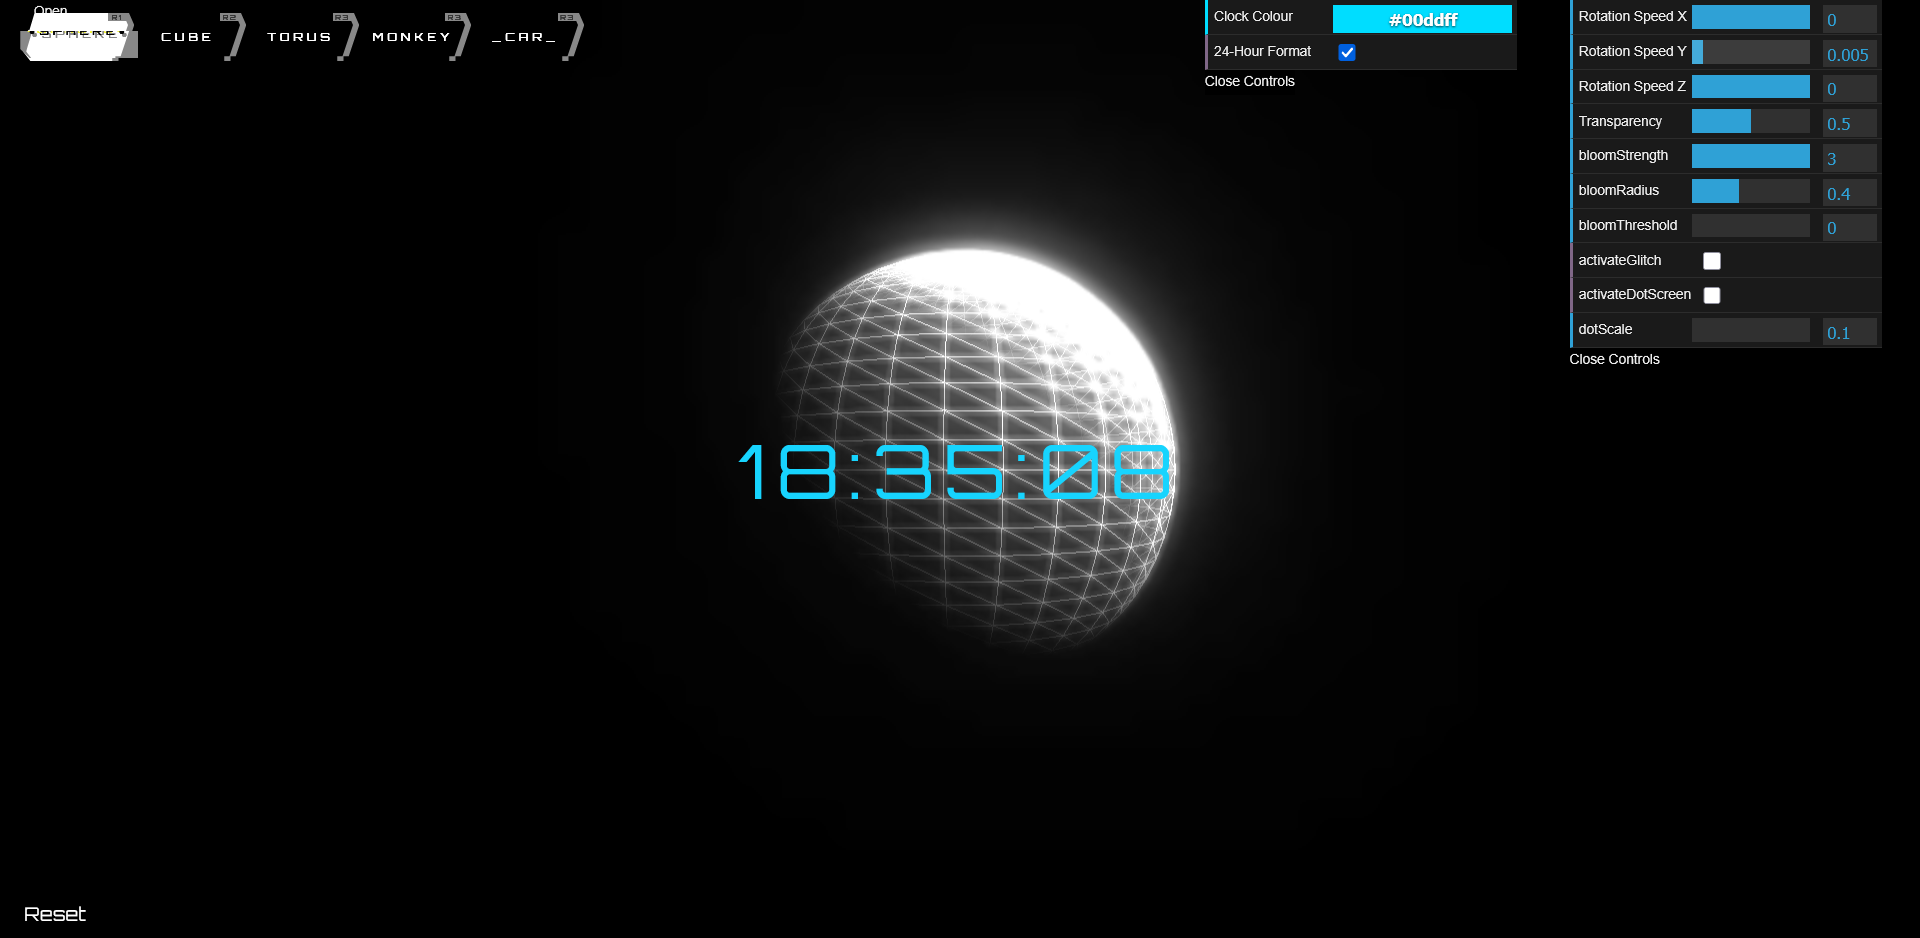 Open
SPHERE
R1
CUBE
R2
TORUS
R3
MONKEY
R3
_CAR_
R3
Clock Colour #00ddff
24-Hour Format
Close Controls
Rotation Speed X 0
Rotation Speed Y 0.005
Rotation Speed Z 0
Transparency 0.5
bloomStrength 3
bloomRadius 0.4
bloomThreshold 0
activateGlitch
activateDotScreen
dotScale 0.1
Close Controls
18:35:08
Reset